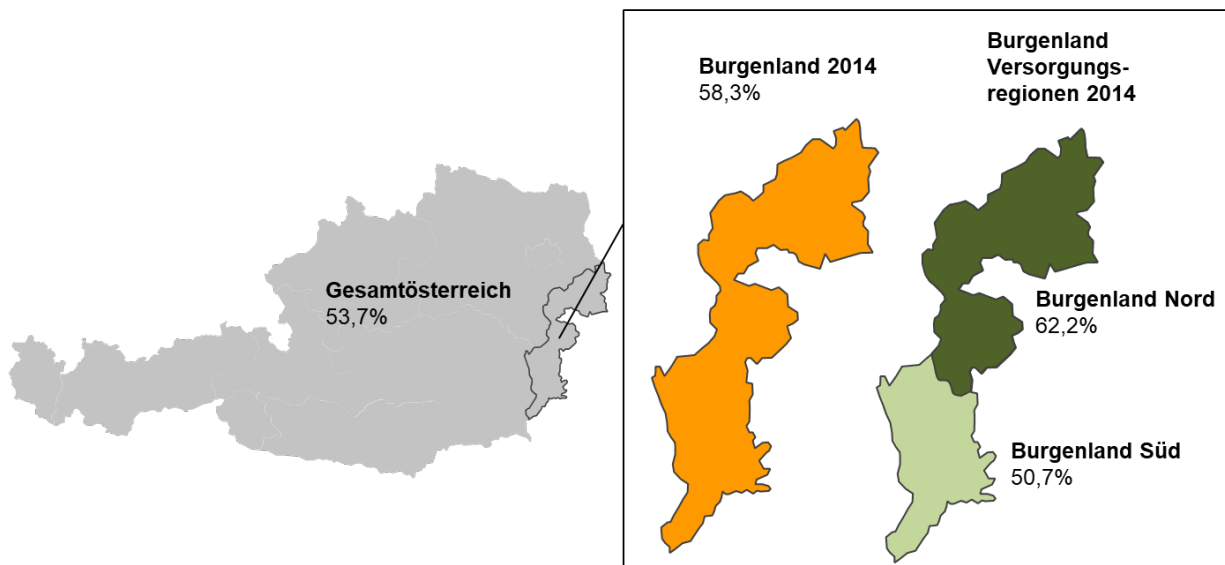 Gesamtösterreich
53,7%
Burgenland 2014
58,3%
Burgenland
Versorgungs-
regionen 2014
Burgenland Nord
62,2%
Burgenland Süd
50,7%